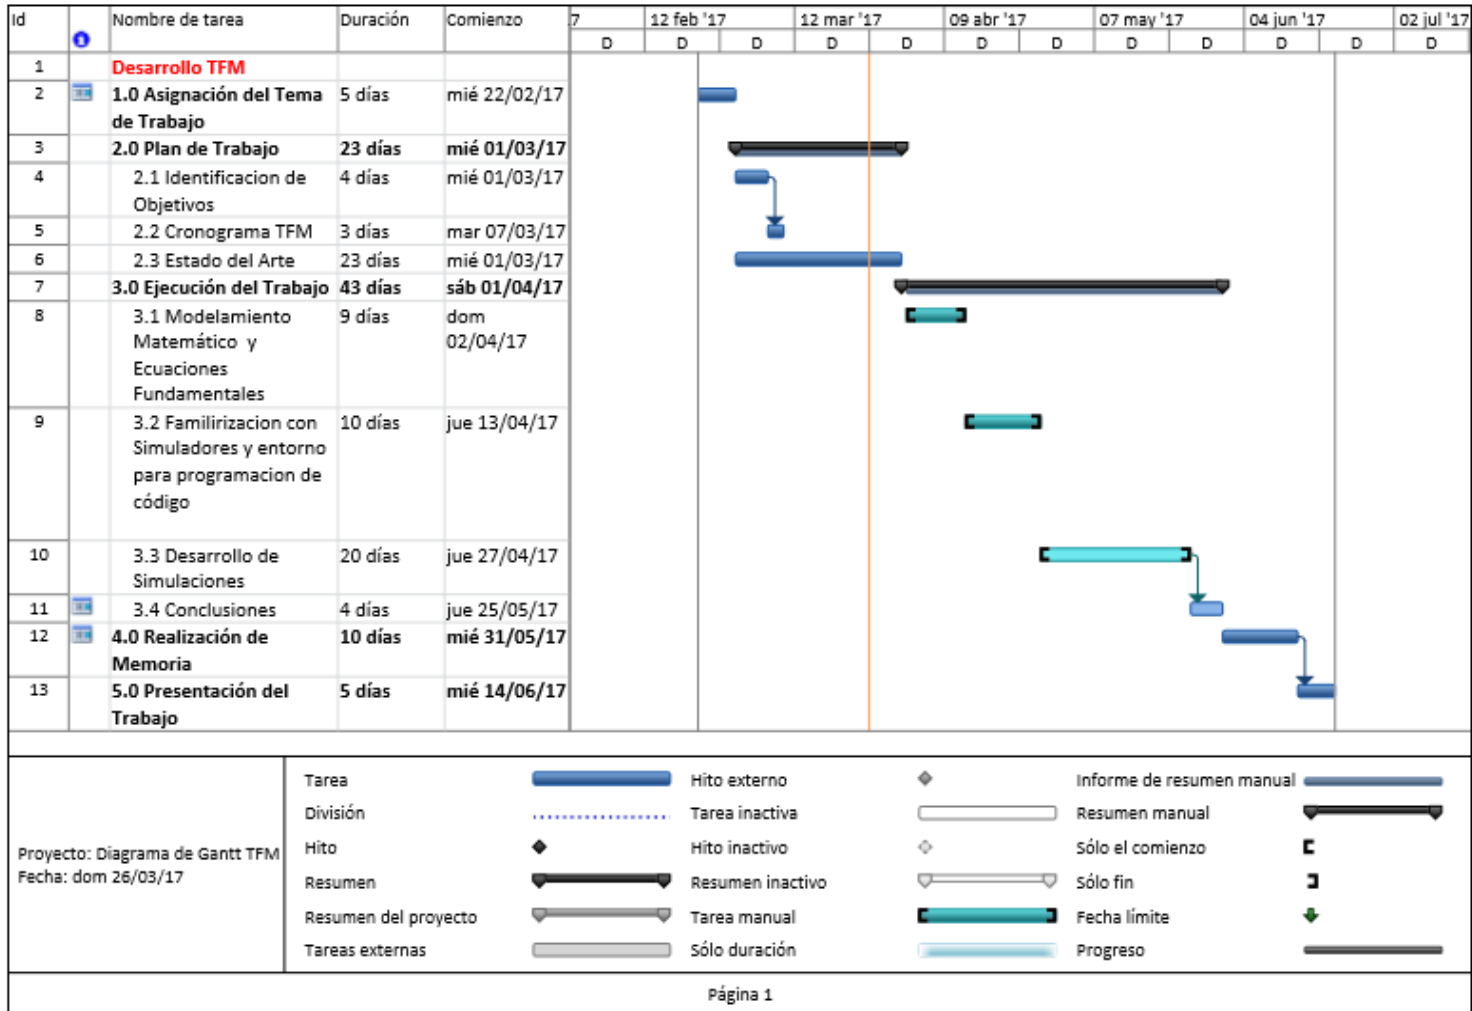 Id Nombre de tarea Duración Comienzo 7 12 feb '17 12 mar '17 09 abr '17 07 may '17 04 jun '17 02 jul '17
D D D D D D D D D D D D
1 Desarrollo TFM
2 1.0 Asignación del Tema 5 días mié 22/02/17
de Trabajo
3 2.0 Plan de Trabajo 23 días mié 01/03/17
4 2.1 Identificacion de 4 días mié 01/03/17
Objetivos
5 2.2 Cronograma TFM 3 días mar 07/03/17
6 2.3 Estado del Arte 23 días mié 01/03/17
7 3.0 Ejecución del Trabajo 43 días sáb 01/04/17
8 3.1 Modelamiento 9 días dom
Matemático y 02/04/17
Ecuaciones
Fundamentales
9 3.2 Familirizacion con 10 días jue 13/04/17
Simuladores y entorno
para programacion de
código
10 3.3 Desarrollo de 20 días jue 27/04/17
Simulaciones
11 3.4 Conclusiones 4 días jue 25/05/17
12 4.0 Realización de 10 días mié 31/05/17
Memoria
13 5.0 Presentación del 5 días mié 14/06/17
Trabajo
Proyecto: Diagrama de Gantt TFM
Fecha: dom 26/03/17
Tarea Hito externo Informe de resumen manual
División Tarea inactiva Resumen manual
Hito Hito inactivo Sólo el comienzo
Resumen Resumen inactivo Sólo fin
Resumen del proyecto Tarea manual Fecha límite
Tareas externas Sólo duración Progreso
Página 1